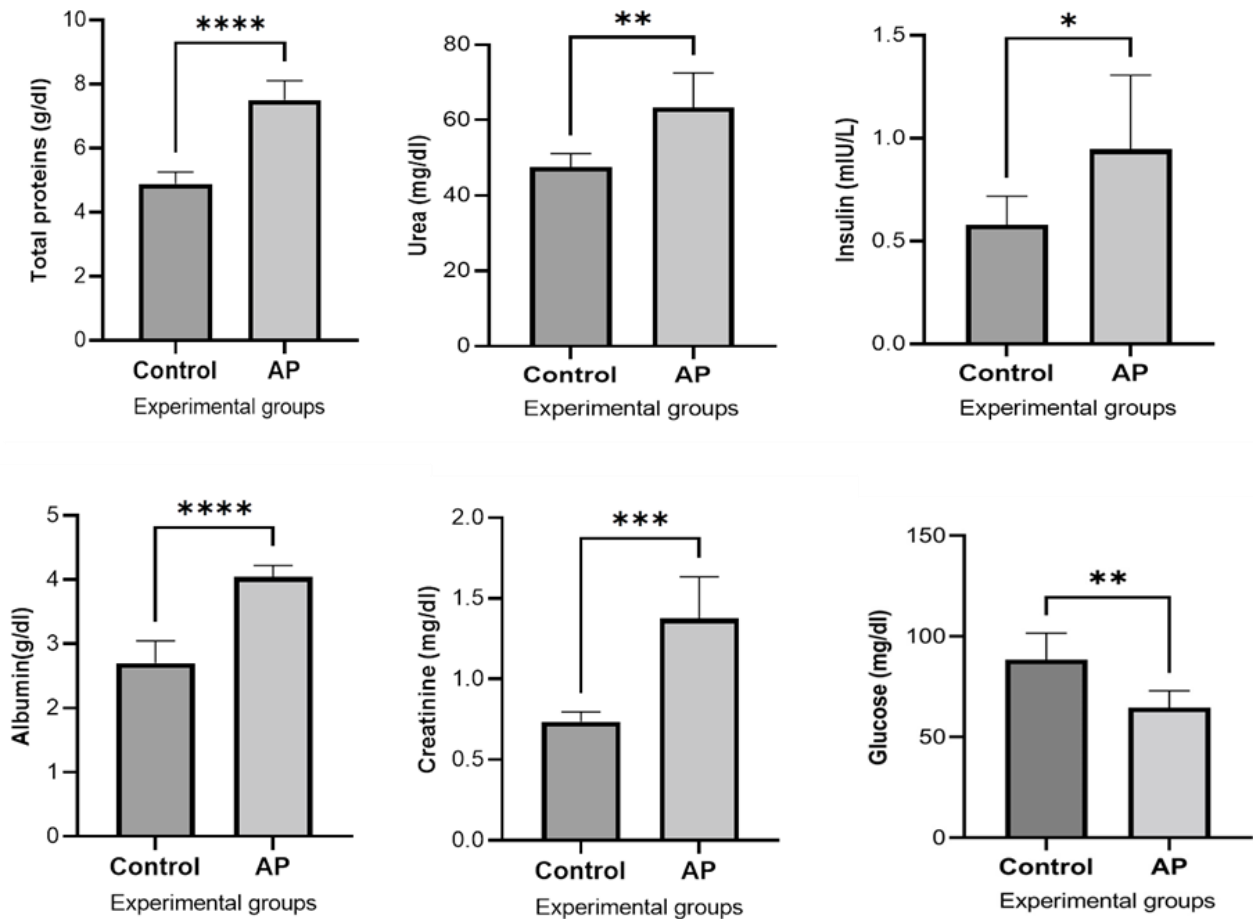 Total proteins (g/dl)
10
8
6
4
2
0
****
Control AP
Experimental groups
Urea (mg/dl)
80
60
40
20
0
**
Control AP
Experimental groups
Insulin (mIU/L)
1.5
1.0
0.5
0.0
*
Control AP
Experimental groups
Albumin(g/dl)
5
4
3
2
1
0
****
Control AP
Experimental groups
Creatinine (mg/dl)
2.0
1.5
1.0
0.5
0.0
***
Control AP
Experimental groups
Glucose (mg/dl)
150
100
50
0
**
Control AP
Experimental groups